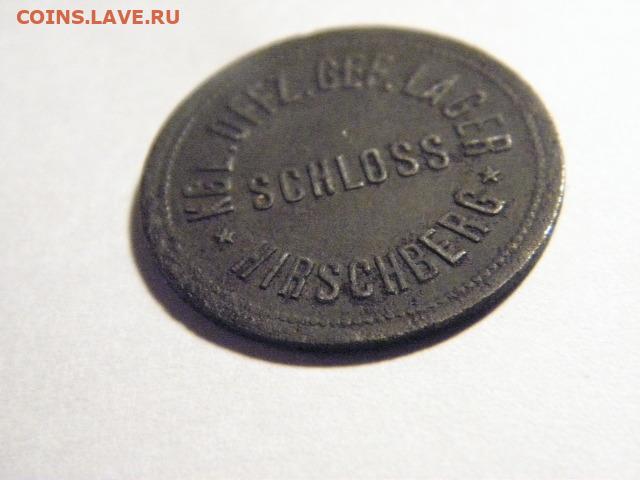 COINS.LAVE.RU
KGL. OFFZ. GEF. LAGER
SCHLOSS
* HIRSCHBERG *